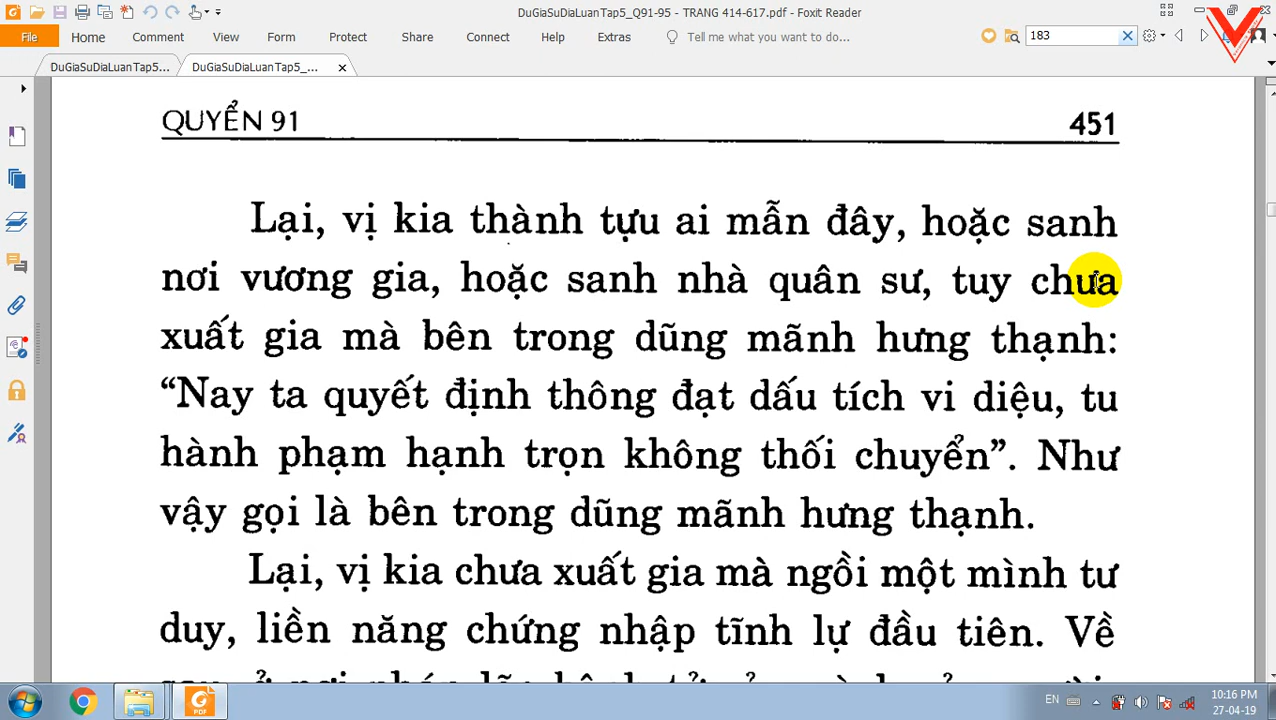 DuGiaSuDiaLuanTap5_Q91-95 - TRANG 414-617.pdf - Foxit Reader
File Home Comment View Form Protect Share Connect Help Extras Tell me what you want to do... 183
DuGiaSuDiaLuanTap5... DuGiaSuDiaLuanTap5_...
QUYỂN 91 451
Lại, vị kia thành tựu ai mẫn đây, hoặc sanh
nơi vương gia, hoặc sanh nhà quân sư, tuy chưa
xuất gia mà bên trong dũng mãnh hưng thạnh:
“Nay ta quyết định thông đạt dấu tích vi diệu, tu
hành phạm hạnh trọn không thối chuyển”. Như
vậy gọi là bên trong dũng mãnh hưng thạnh.
Lại, vị kia chưa xuất gia mà ngồi một mình tư
duy, liền năng chứng nhập tĩnh lự đầu tiên. Về
EN 10:16 PM
27-04-19